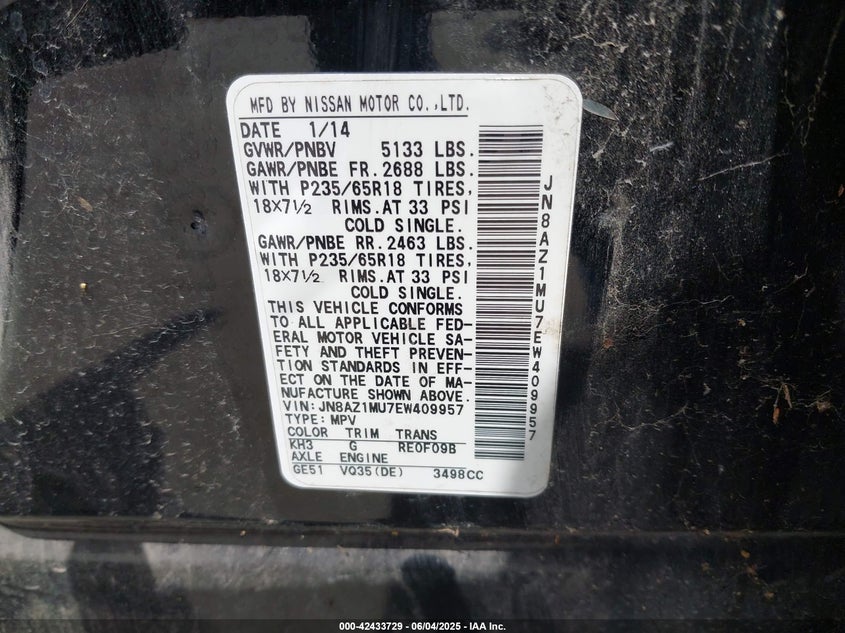 MFD BY NISSAN MOTOR CO.,LTD.
DATE 1/14
GVWR/PNBV 5133 LBS.
GAWR/PNBE FR.2688 LBS.
WITH P235/65R18 TIRES,
18X7½ RIMS.AT 33 PSI
COLD SINGLE.
GAWR/PNBE RR.2463 LBS.
WITH P235/65R18 TIRES,
18X7½ RIMS.AT 33 PSI
COLD SINGLE.
THIS VEHICLE CONFORMS
TO ALL APPLICABLE FED-
ERAL MOTOR VEHICLE SA-
FETY AND THEFT PREVEN-
TION STANDARDS IN EFF-
ECT ON THE DATE OF MA-
NUFACTURE SHOWN ABOVE.
VIN:JN8AZ1MU7EW409957
TYPE:MPV
COLOR TRIM TRANS
KH3 G RE0F09B
AXLE ENGINE
GE51 VQ35(DE) 3498CC
JN8AZ1MU7EW409957
000-42433729 - 06/04/2025 - IAA Inc.